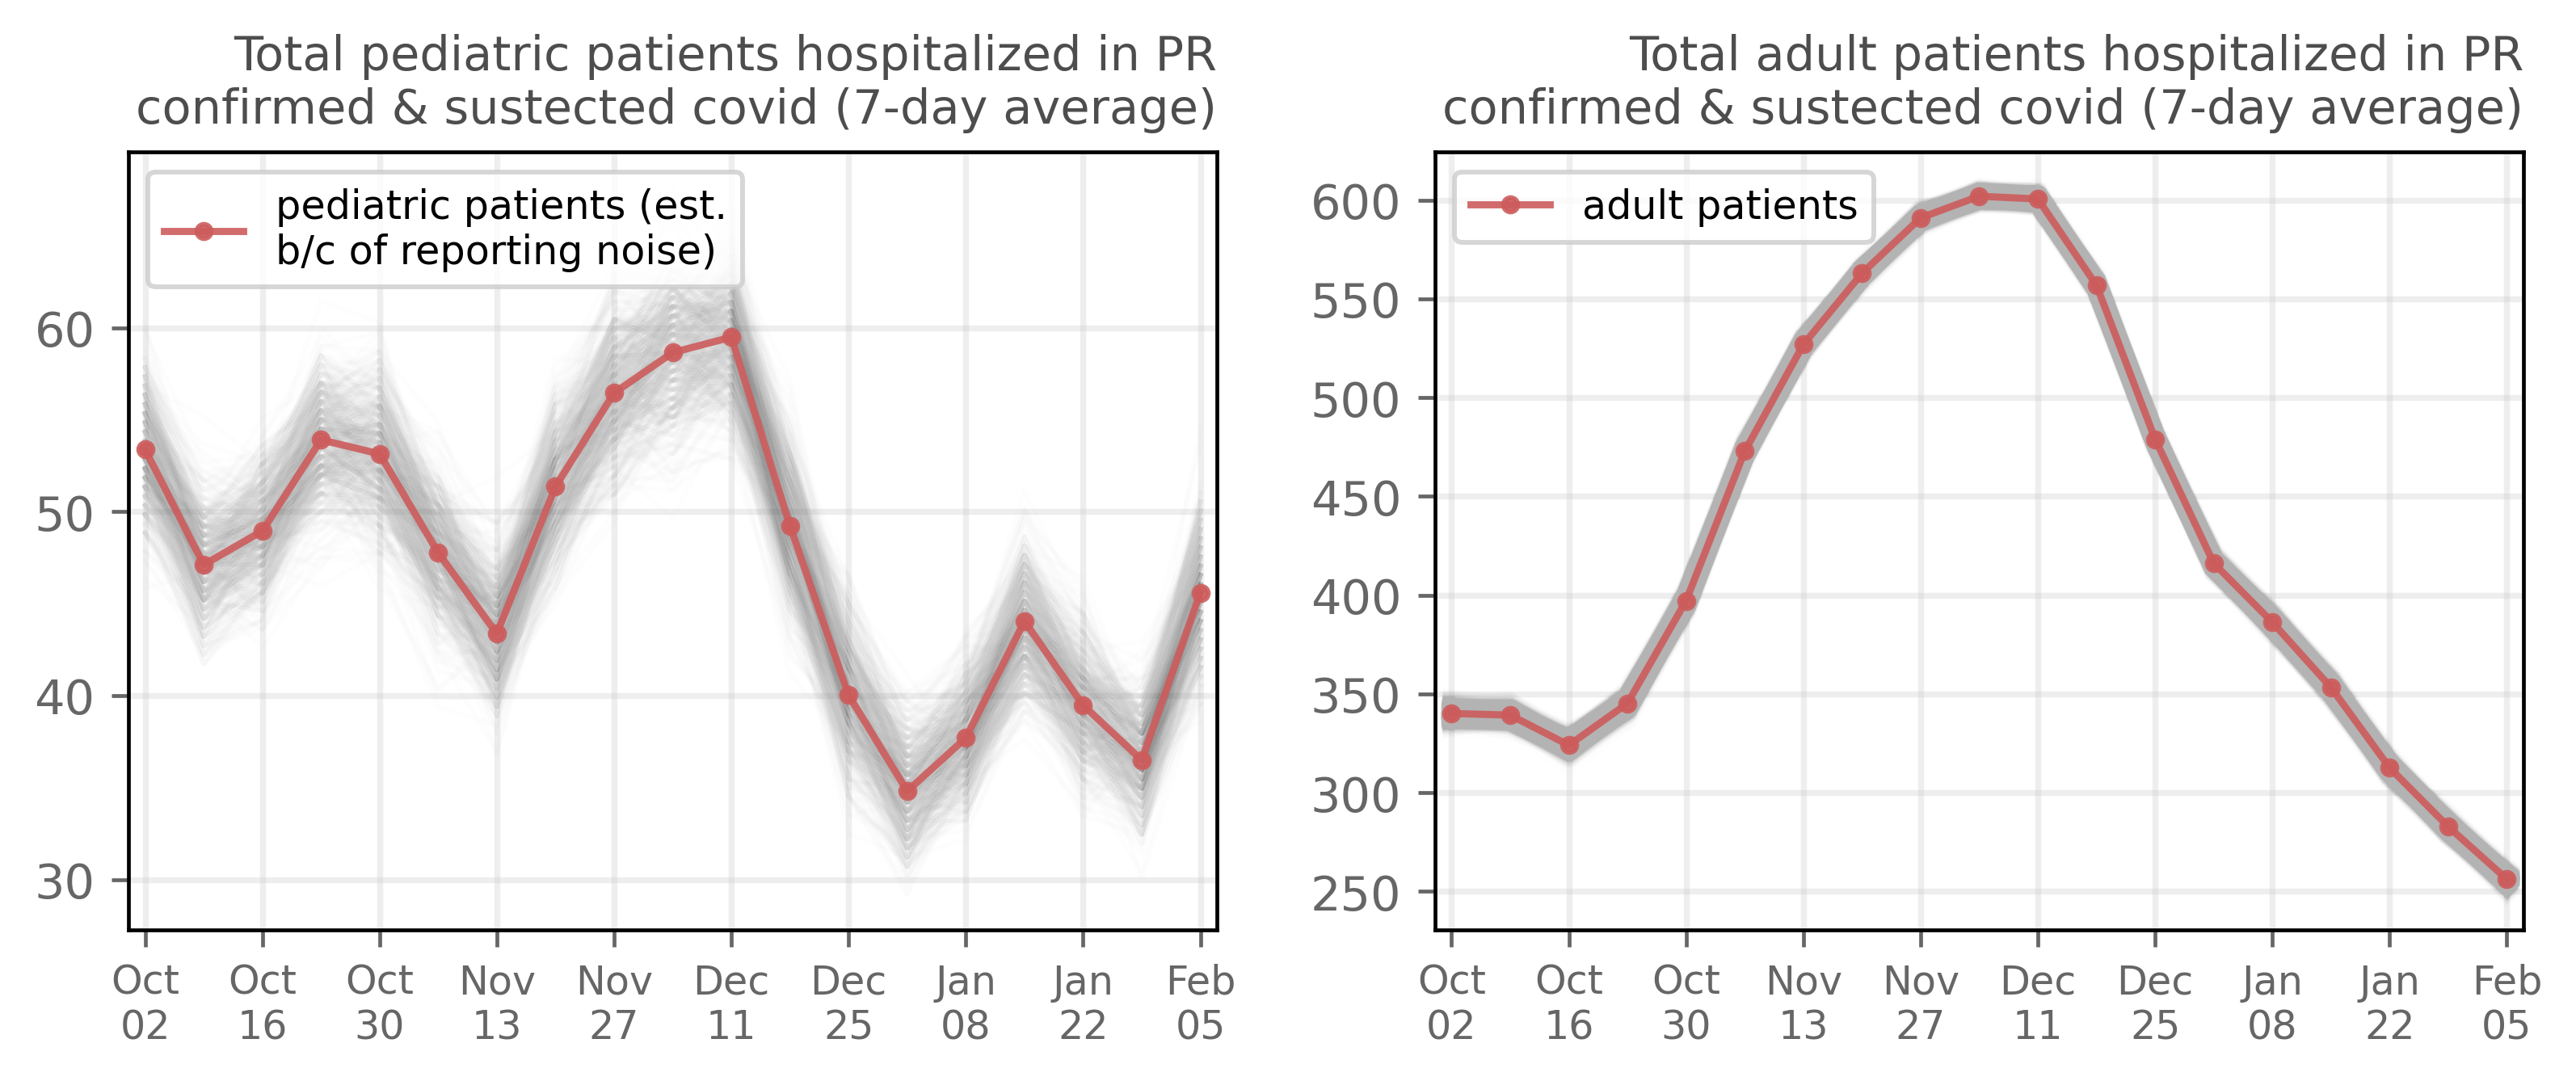 Total pediatric patients hospitalized in PR
confirmed & sustected covid (7-day average)
pediatric patients (est.
b/c of reporting noise)
60
50
40
30
Oct Oct Oct Nov Nov Dec Dec Jan Jan Feb
02 16 30 13 27 11 25 08 22 05
Total adult patients hospitalized in PR
confirmed & sustected covid (7-day average)
adult patients
600
550
500
450
400
350
300
250
Oct Oct Oct Nov Nov Dec Dec Jan Jan Feb
02 16 30 13 27 11 25 08 22 05